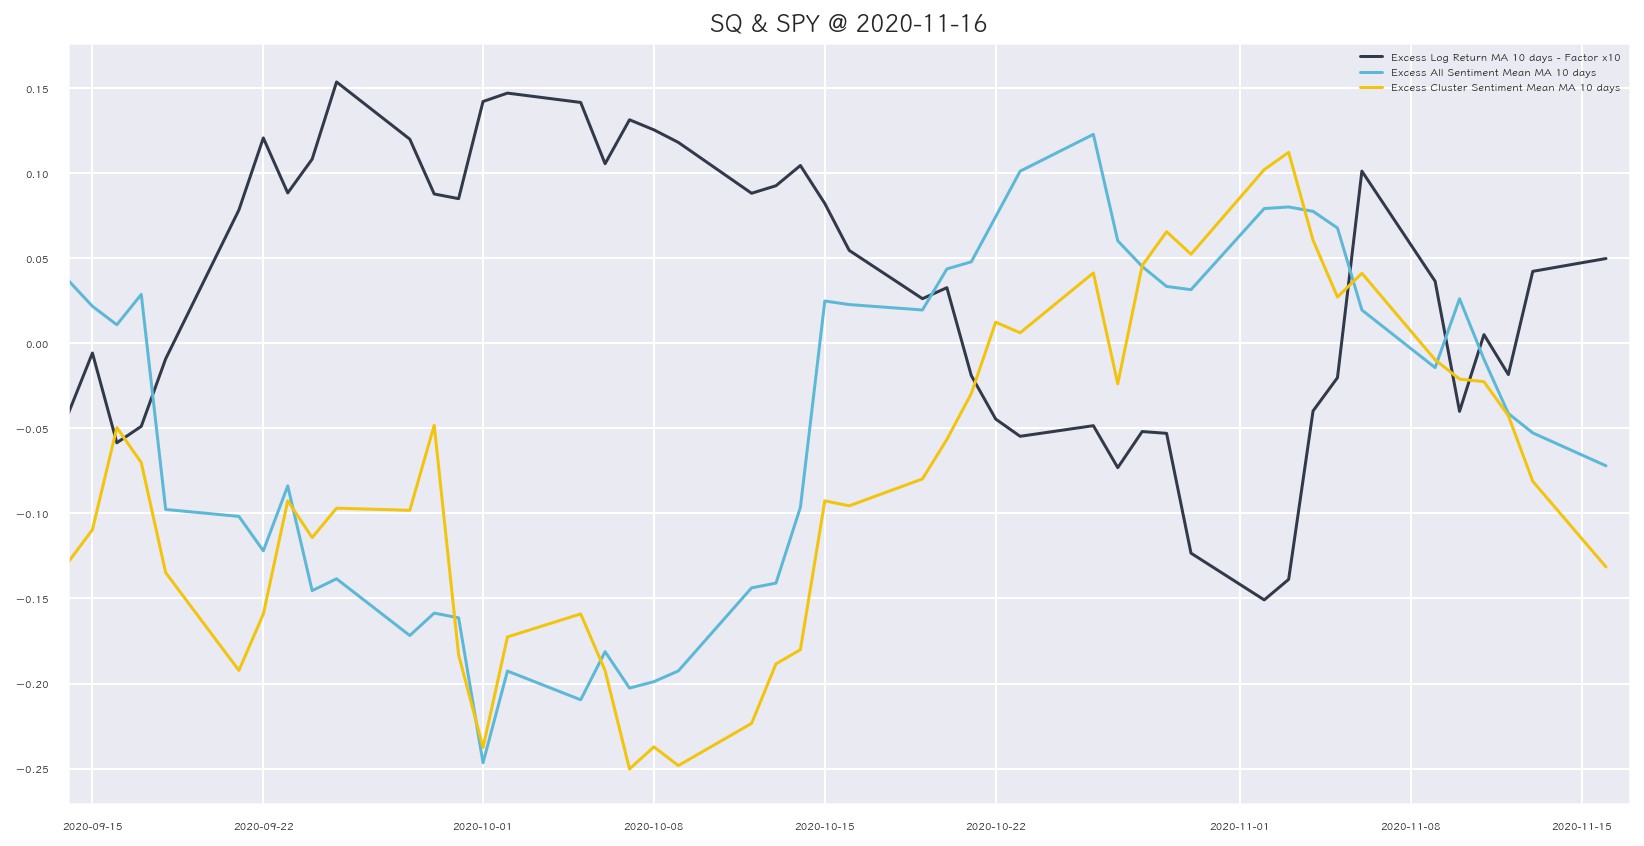 SQ & SPY @ 2020-11-16
Excess Log Return MA 10 days - Factor x10
Excess All Sentiment Mean MA 10 days
Excess Cluster Sentiment Mean MA 10 days
0.15
0.10
0.05
0.00
−0.05
−0.10
−0.15
−0.20
−0.25
2020-09-15 2020-09-22 2020-10-01 2020-10-08 2020-10-15 2020-10-22 2020-11-01 2020-11-08 2020-11-15